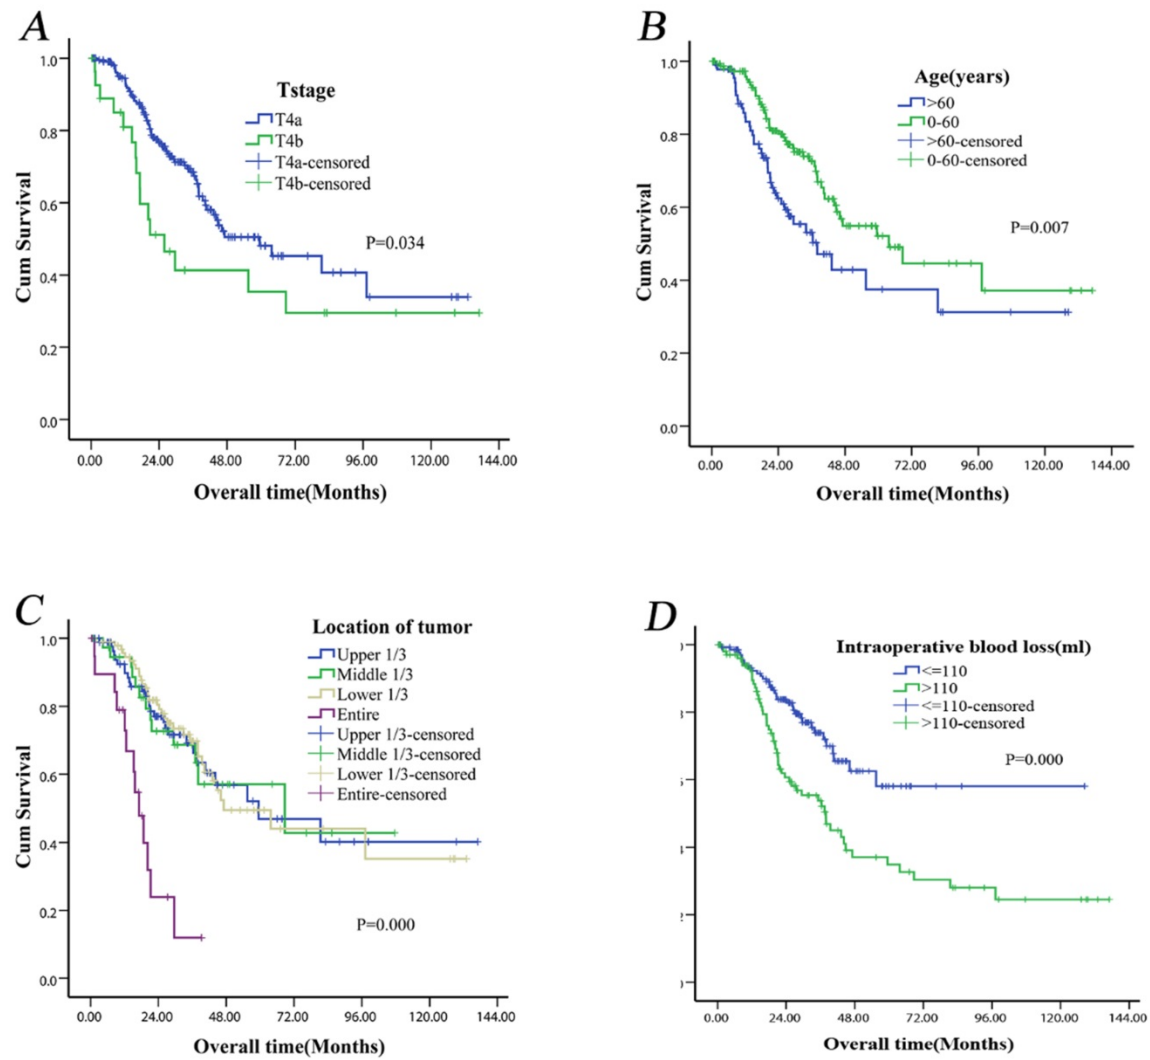 A
Tstage
T4a
T4b
T4a-censored
T4b-censored
P=0.034
Cum Survival
1.0
0.8
0.6
0.4
0.2
0.0
0.00 24.00 48.00 72.00 96.00 120.00 144.00
Overall time(Months)
B
Age(years)
>60
0-60
>60-censored
0-60-censored
P=0.007
Cum Survival
1.0
0.8
0.6
0.4
0.2
0.0
0.00 24.00 48.00 72.00 96.00 120.00 144.00
Overall time(Months)
C
Location of tumor
Upper 1/3
Middle 1/3
Lower 1/3
Entire
Upper 1/3-censored
Middle 1/3-censored
Lower 1/3-censored
Entire-censored
P=0.000
Cum Survival
1.0
0.8
0.6
0.4
0.2
0.0
0.00 24.00 48.00 72.00 96.00 120.00 144.00
Overall time(Months)
D
Intraoperative blood loss(ml)
<=110
>110
<=110-censored
>110-censored
P=0.000
0.00 24.00 48.00 72.00 96.00 120.00 144.00
Overall time(Months)